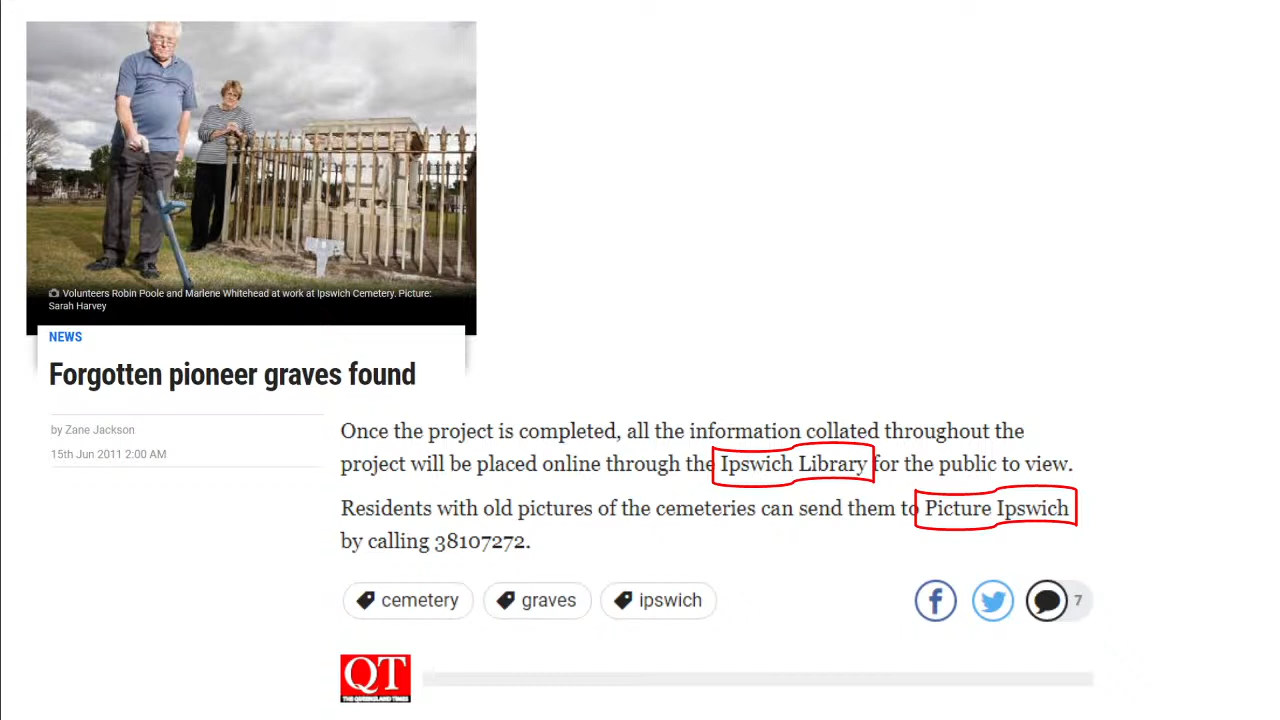 Volunteers Robin Poole and Marlene Whitehead at work at Ipswich Cemetery. Picture:
Sarah Harvey
NEWS
Forgotten pioneer graves found
by Zane Jackson
15th Jun 2011 2:00 AM
Once the project is completed, all the information collated throughout the
project will be placed online through the Ipswich Library for the public to view.
Residents with old pictures of the cemeteries can send them to Picture Ipswich
by calling 38107272.
cemetery
graves
ipswich
7
QT
THE QUEENSLAND TIMES